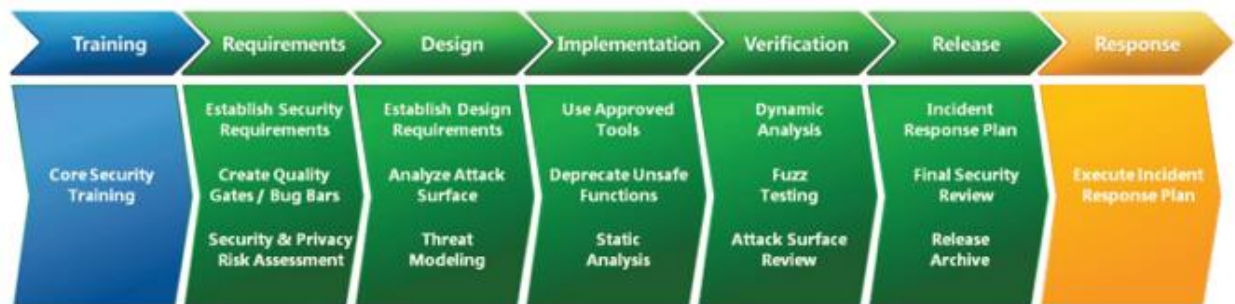 Training
Requirements
Design
Implementation
Verification
Release
Response
Core Security
Training
Establish Security
Requirements
Create Quality
Gates / Bug Bars
Security & Privacy
Risk Assessment
Establish Design
Requirements
Analyze Attack
Surface
Threat
Modeling
Use Approved
Tools
Deprecate Unsafe
Functions
Static
Analysis
Dynamic
Analysis
Fuzz
Testing
Attack Surface
Review
Incident
Response Plan
Final Security
Review
Release
Archive
Execute Incident
Response Plan